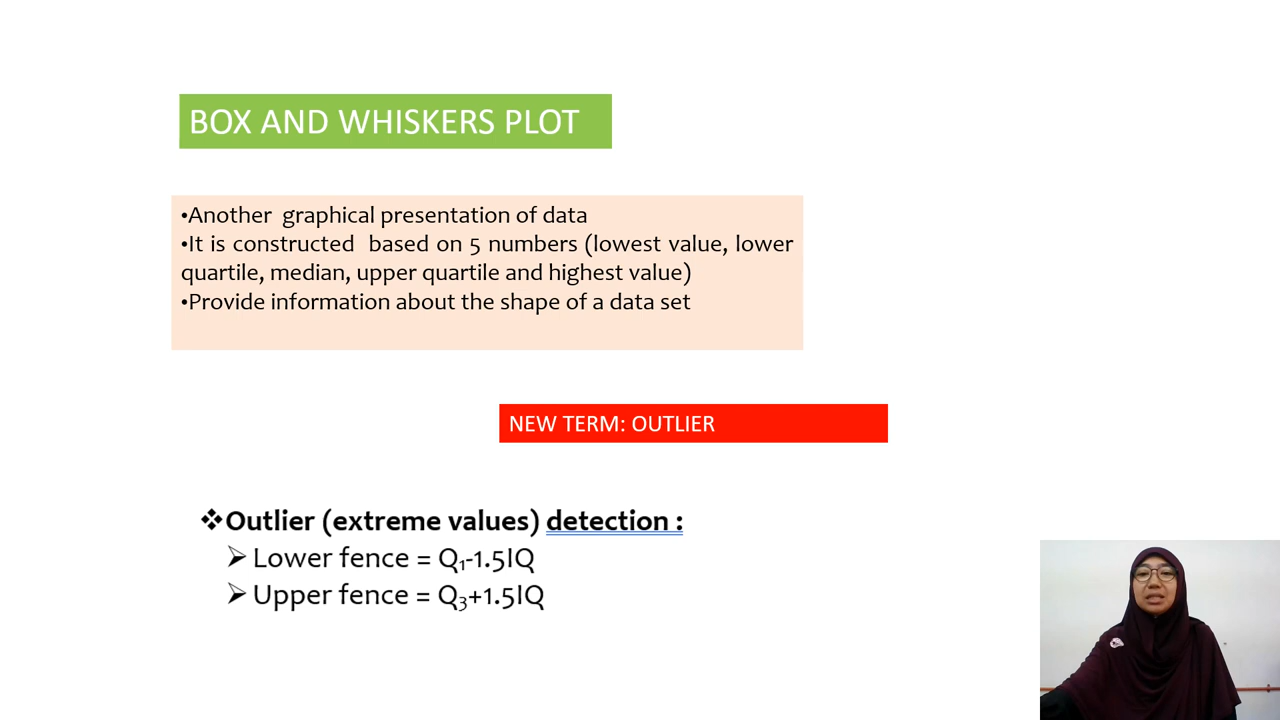 BOX AND WHISKERS PLOT
•Another graphical presentation of data
•It is constructed based on 5 numbers (lowest value, lower
quartile, median, upper quartile and highest value)
•Provide information about the shape of a data set
NEW TERM: OUTLIER
❖Outlier (extreme values) detection :
➢Lower fence = Q₁-1.5IQ
➢Upper fence = Q₃+1.5IQ